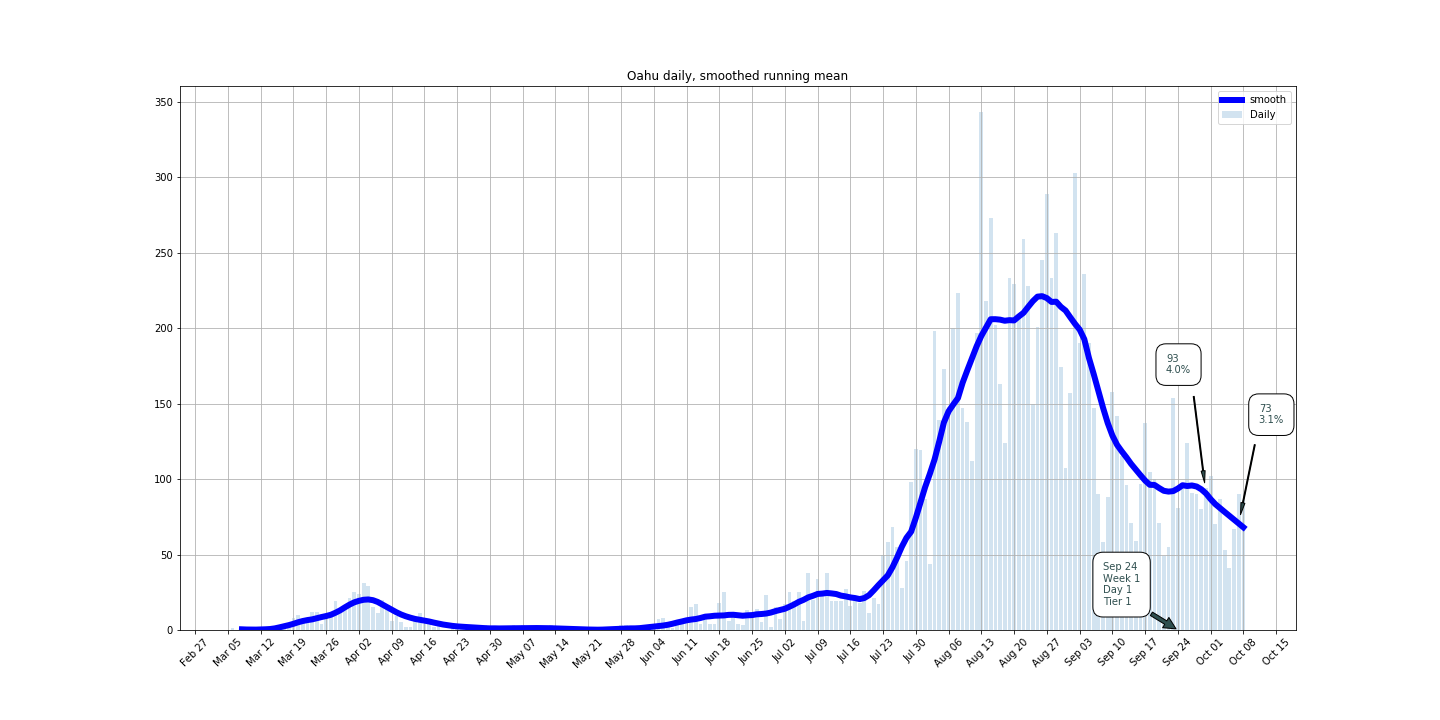 Oahu daily, smoothed running mean
350
300
250
200
150
100
50
0
smooth
Daily
93
4.0%
73
3.1%
Sep 24
Week 1
Day 1
Tier 1
Feb 27
Mar 05
Mar 12
Mar 19
Mar 26
Apr 02
Apr 09
Apr 16
Apr 23
Apr 30
May 07
May 14
May 21
May 28
Jun 04
Jun 11
Jun 18
Jun 25
Jul 02
Jul 09
Jul 16
Jul 23
Jul 30
Aug 06
Aug 13
Aug 20
Aug 27
Sep 03
Sep 10
Sep 17
Sep 24
Oct 01
Oct 08
Oct 15